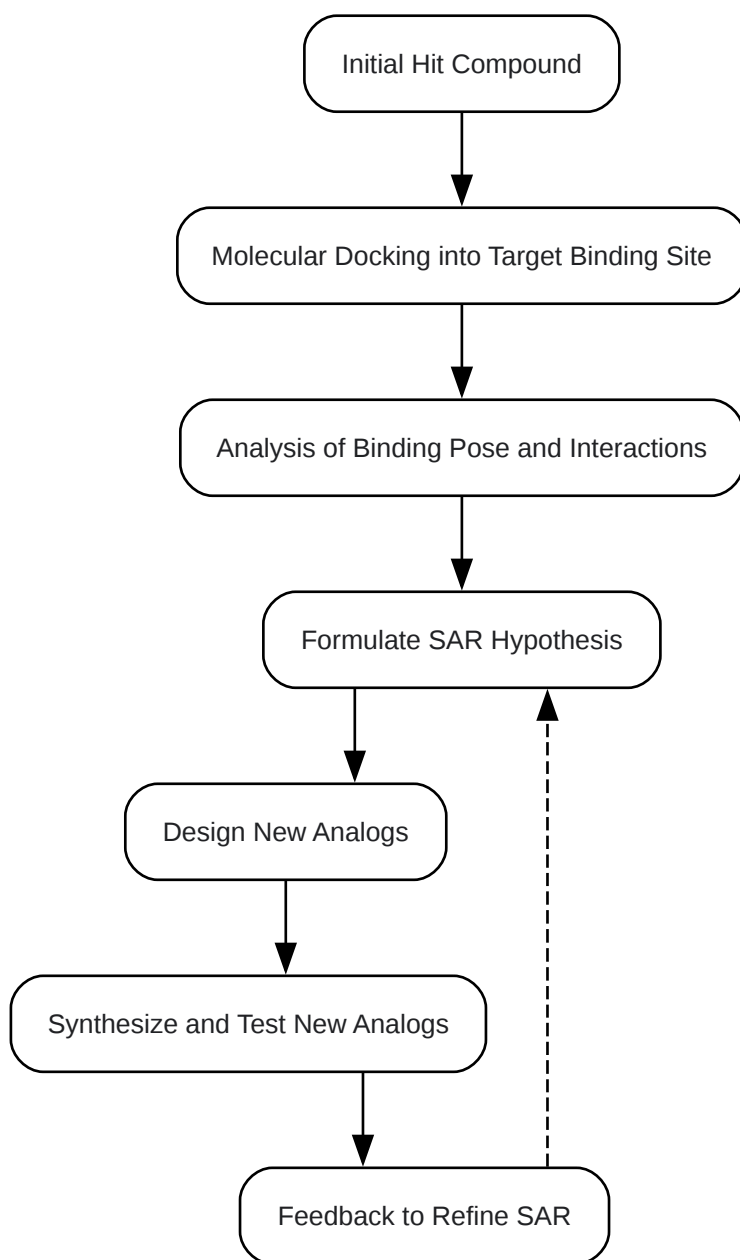 Initial Hit Compound
Molecular Docking into Target Binding Site
Analysis of Binding Pose and Interactions
Formulate SAR Hypothesis
Design New Analogs
Synthesize and Test New Analogs
Feedback to Refine SAR